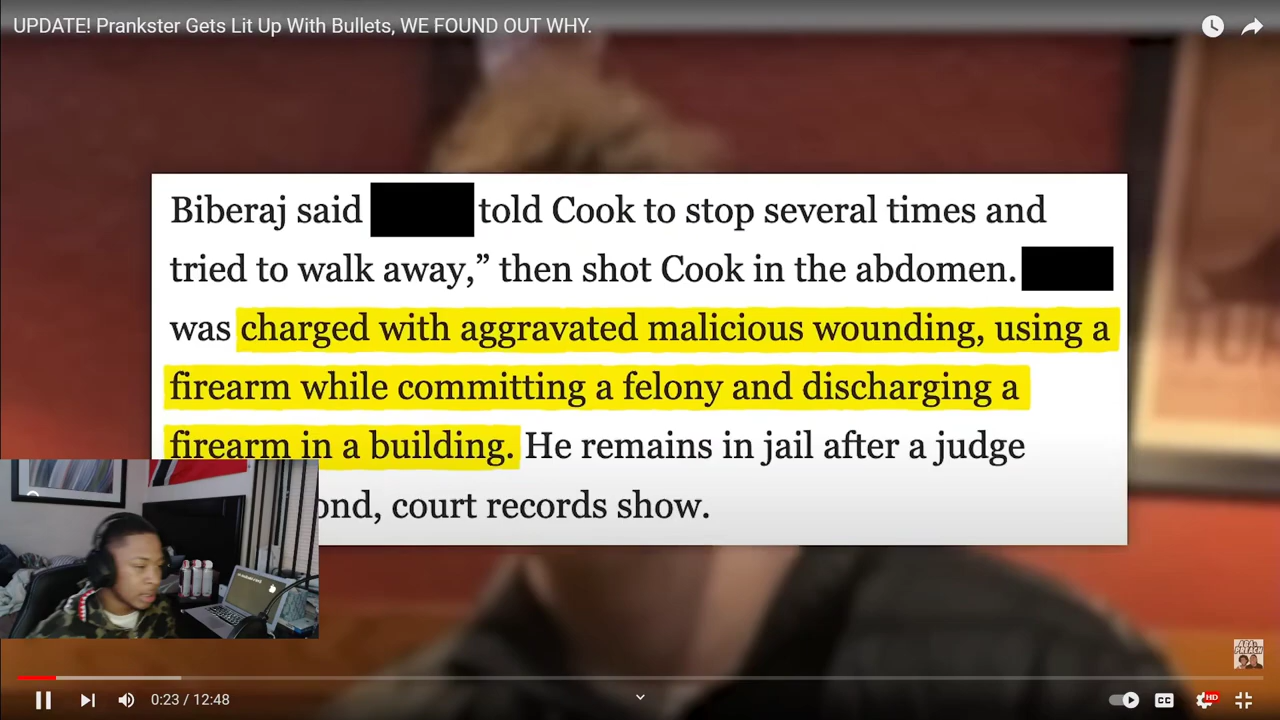 UPDATE! Prankster Gets Lit Up With Bullets, WE FOUND OUT WHY.
Biberaj said told Cook to stop several times and
tried to walk away,” then shot Cook in the abdomen.
was charged with aggravated malicious wounding, using a
firearm while committing a felony and discharging a
firearm in a building. He remains in jail after a judge
ond, court records show.
PREACH
0:23 / 12:48
CC
HD